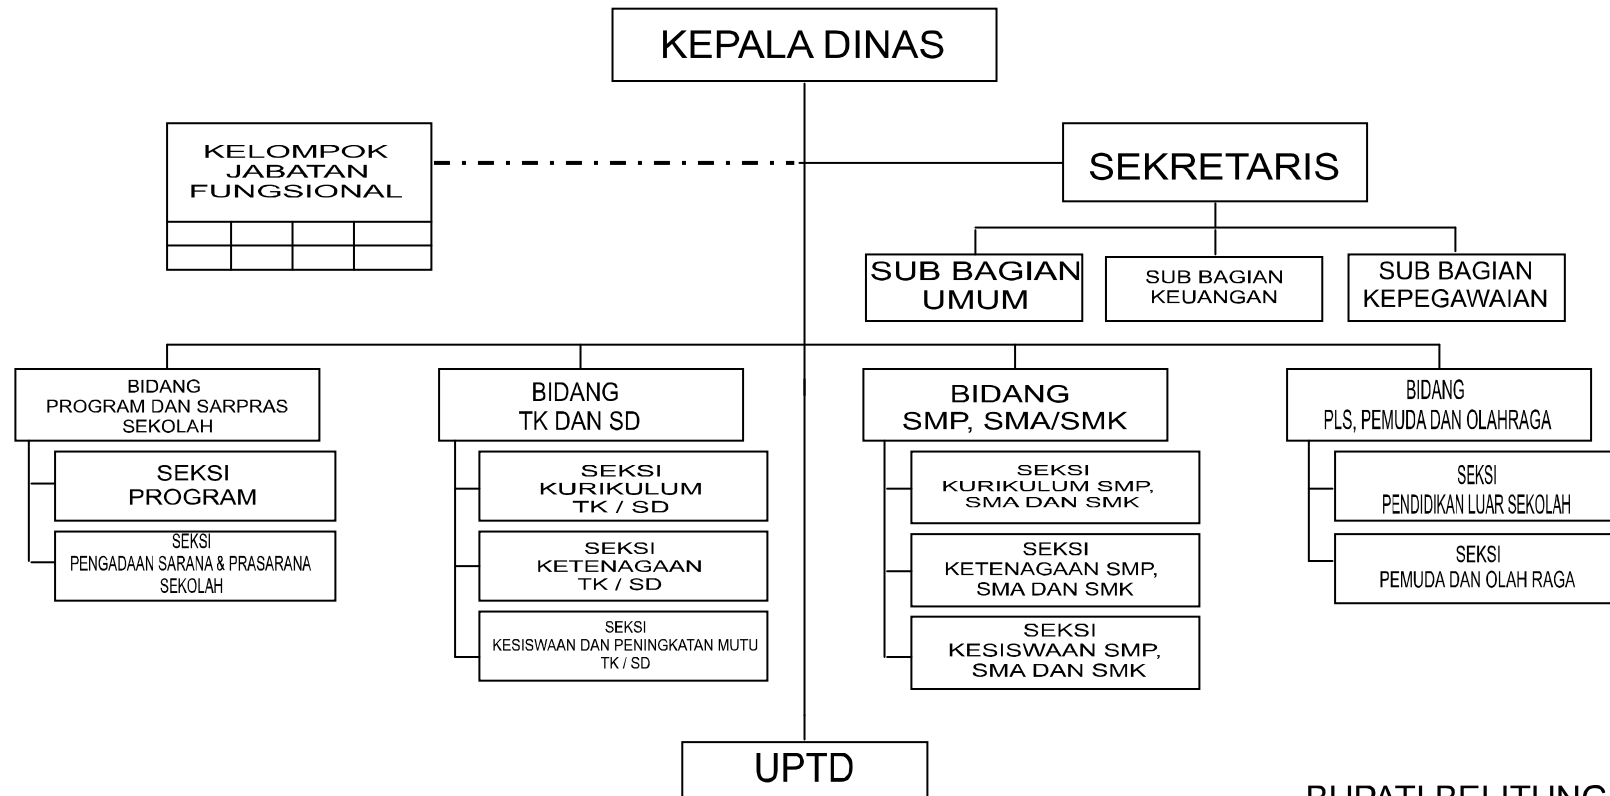 KEPALA DINAS
KELOMPOK
JABATAN
FUNGSIONAL
SEKRETARIS
SUB BAGIAN
UMUM
SUB BAGIAN
KEUANGAN
SUB BAGIAN
KEPEGAWAIAN
BIDANG
PROGRAM DAN SARPRAS
SEKOLAH
SEKSI
PROGRAM
SEKSI
PENGADAAN SARANA & PRASARANA
SEKOLAH
BIDANG
TK DAN SD
SEKSI
KURIKULUM
TK / SD
SEKSI
KETENAGAAN
TK / SD
SEKSI
KESISWAAN DAN PENINGKATAN MUTU
TK / SD
BIDANG
SMP, SMA/SMK
SEKSI
KURIKULUM SMP,
SMA DAN SMK
SEKSI
KETENAGAAN SMP,
SMA DAN SMK
SEKSI
KESISWAAN SMP,
SMA DAN SMK
BIDANG
PLS, PEMUDA DAN OLAHRAGA
SEKSI
PENDIDIKAN LUAR SEKOLAH
SEKSI
PEMUDA DAN OLAH RAGA
UPTD
BUPATI BELITUNG